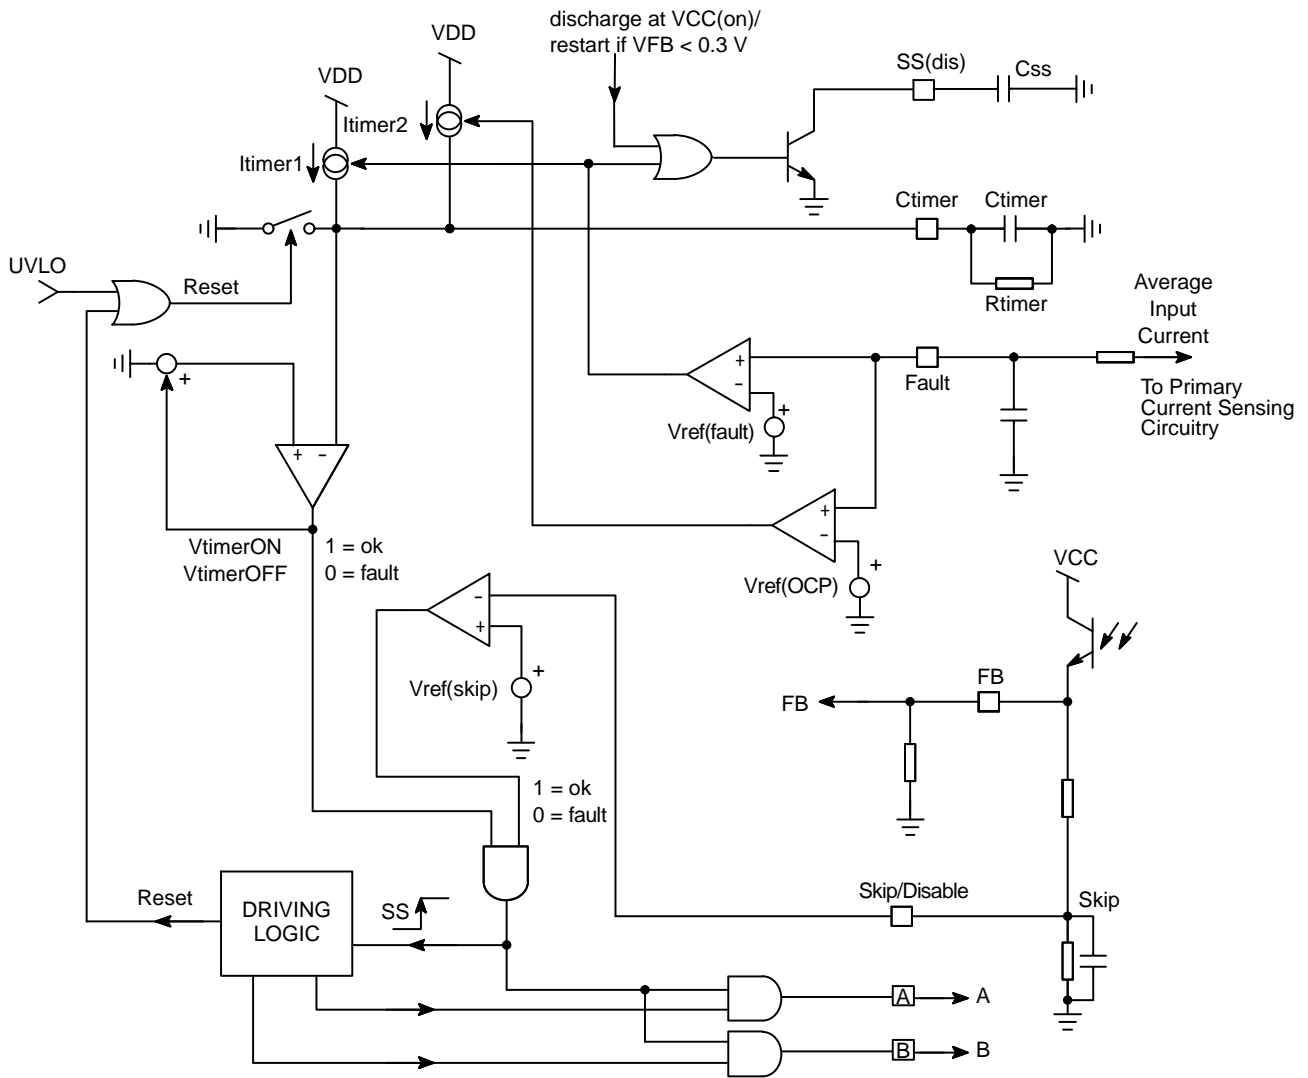 discharge at VCC(on)/
restart if VFB < 0.3 V
VDD
VDD
SS(dis)
Css
Itimer2
Itimer1
Ctimer
Ctimer
UVLO
Reset
Rtimer
Average
Input
Current
+
+
−
Fault
To Primary
Current Sensing
Circuitry
+
Vref(fault)
+ −
+
−
VtimerON
VtimerOFF
1 = ok
0 = fault
+
Vref(OCP)
VCC
−
+
+
Vref(skip)
FB
FB
1 = ok
0 = fault
Reset
DRIVING
LOGIC
SS
Skip/Disable
Skip
A
A
B
B